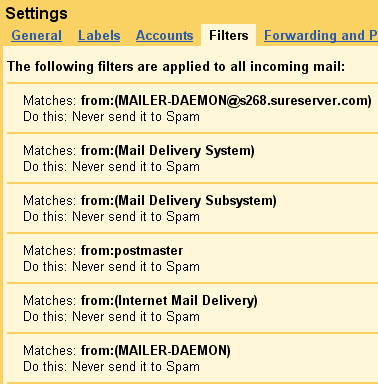 Settings
General Labels Accounts Filters Forwarding and P
The following filters are applied to all incoming mail:
Matches: from:(MAILER-DAEMON@s268.sureserver.com)
Do this: Never send it to Spam
Matches: from:(Mail Delivery System)
Do this: Never send it to Spam
Matches: from:(Mail Delivery Subsystem)
Do this: Never send it to Spam
Matches: from:postmaster
Do this: Never send it to Spam
Matches: from:(Internet Mail Delivery)
Do this: Never send it to Spam
Matches: from:(MAILER-DAEMON)
Do this: Never send it to Spam